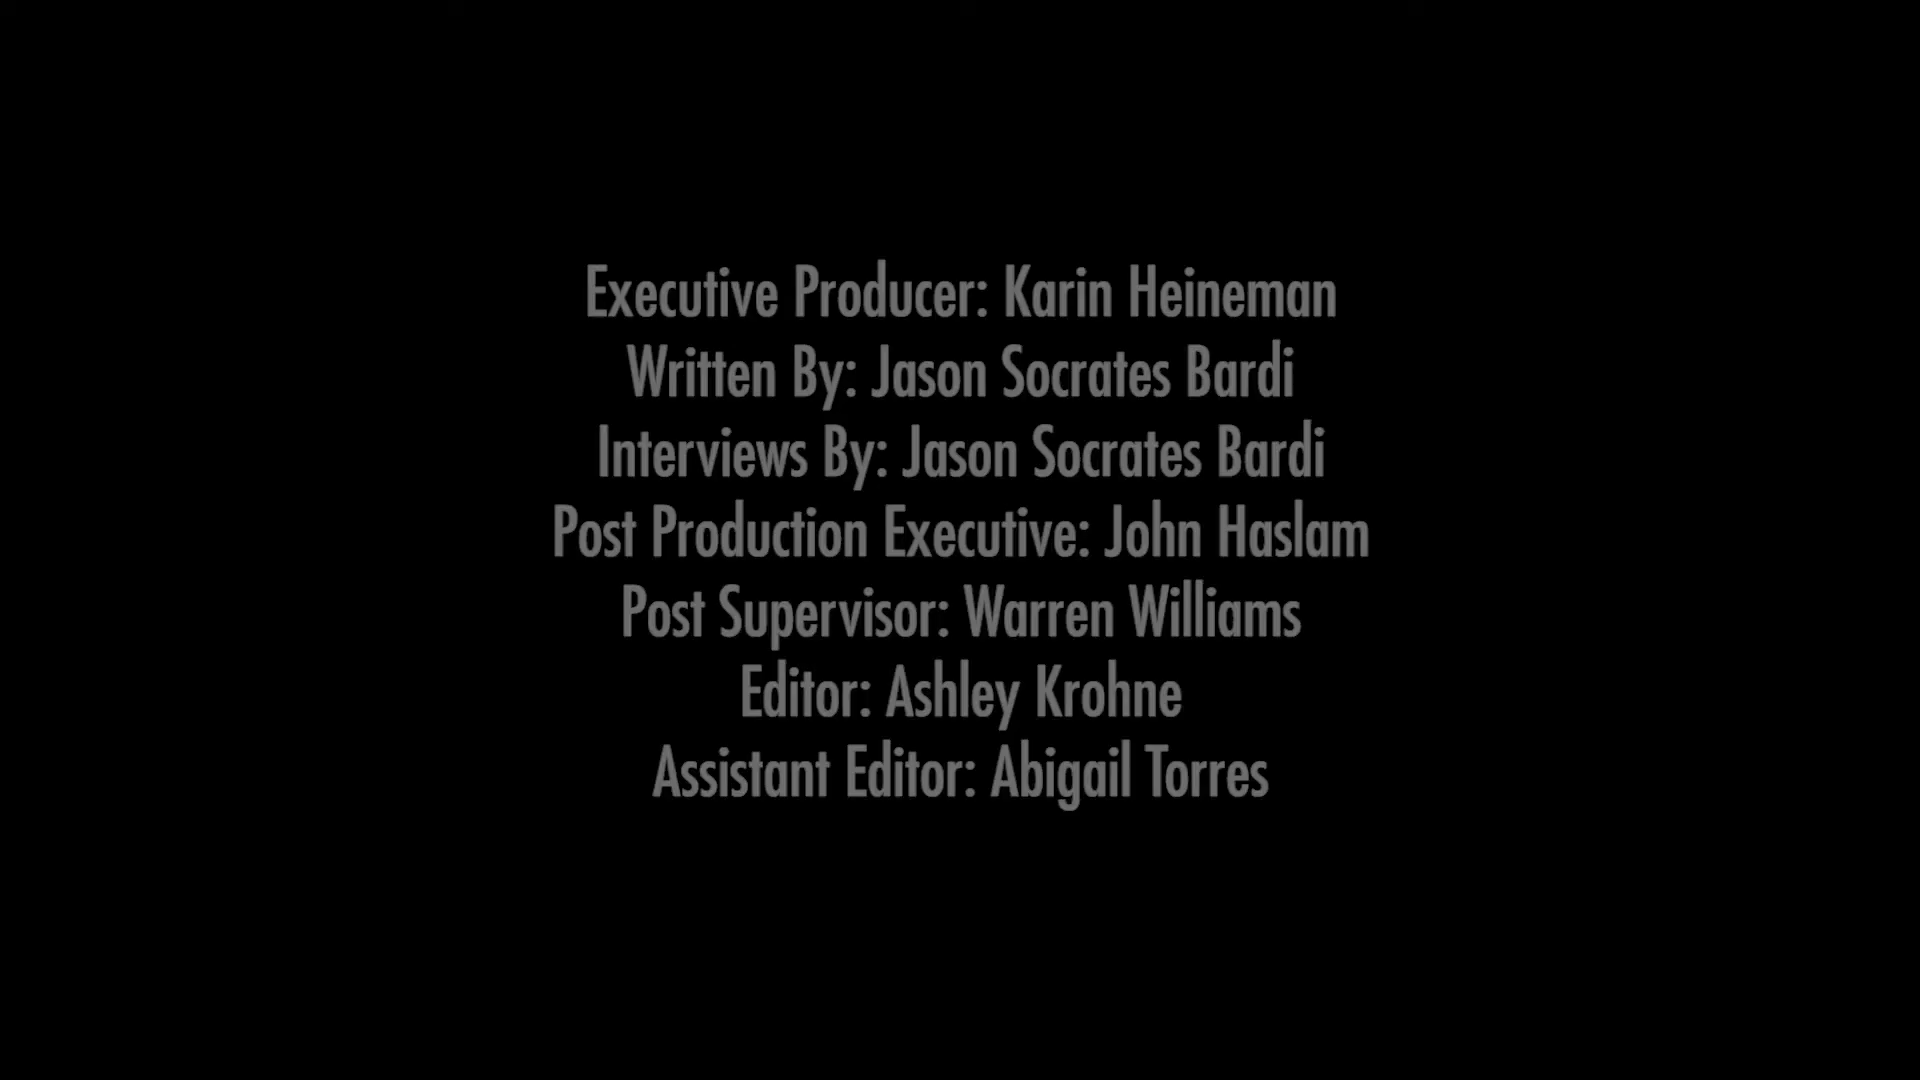 Executive Producer: Karin Heineman
Written By: Jason Socrates Bardi
Interviews By: Jason Socrates Bardi
Post Production Executive: John Haslam
Post Supervisor: Warren Williams
Editor: Ashley Krohne
Assistant Editor: Abigail Torres